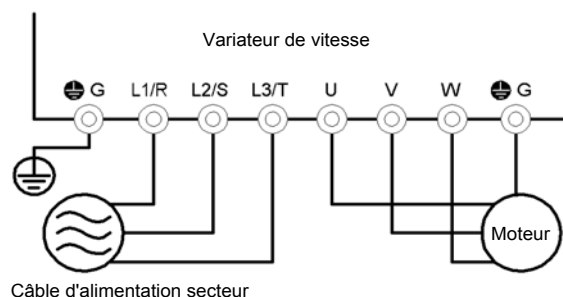 Variateur de vitesse
G L1/R L2/S L3/T U V W G
Moteur
Câble d'alimentation secteur